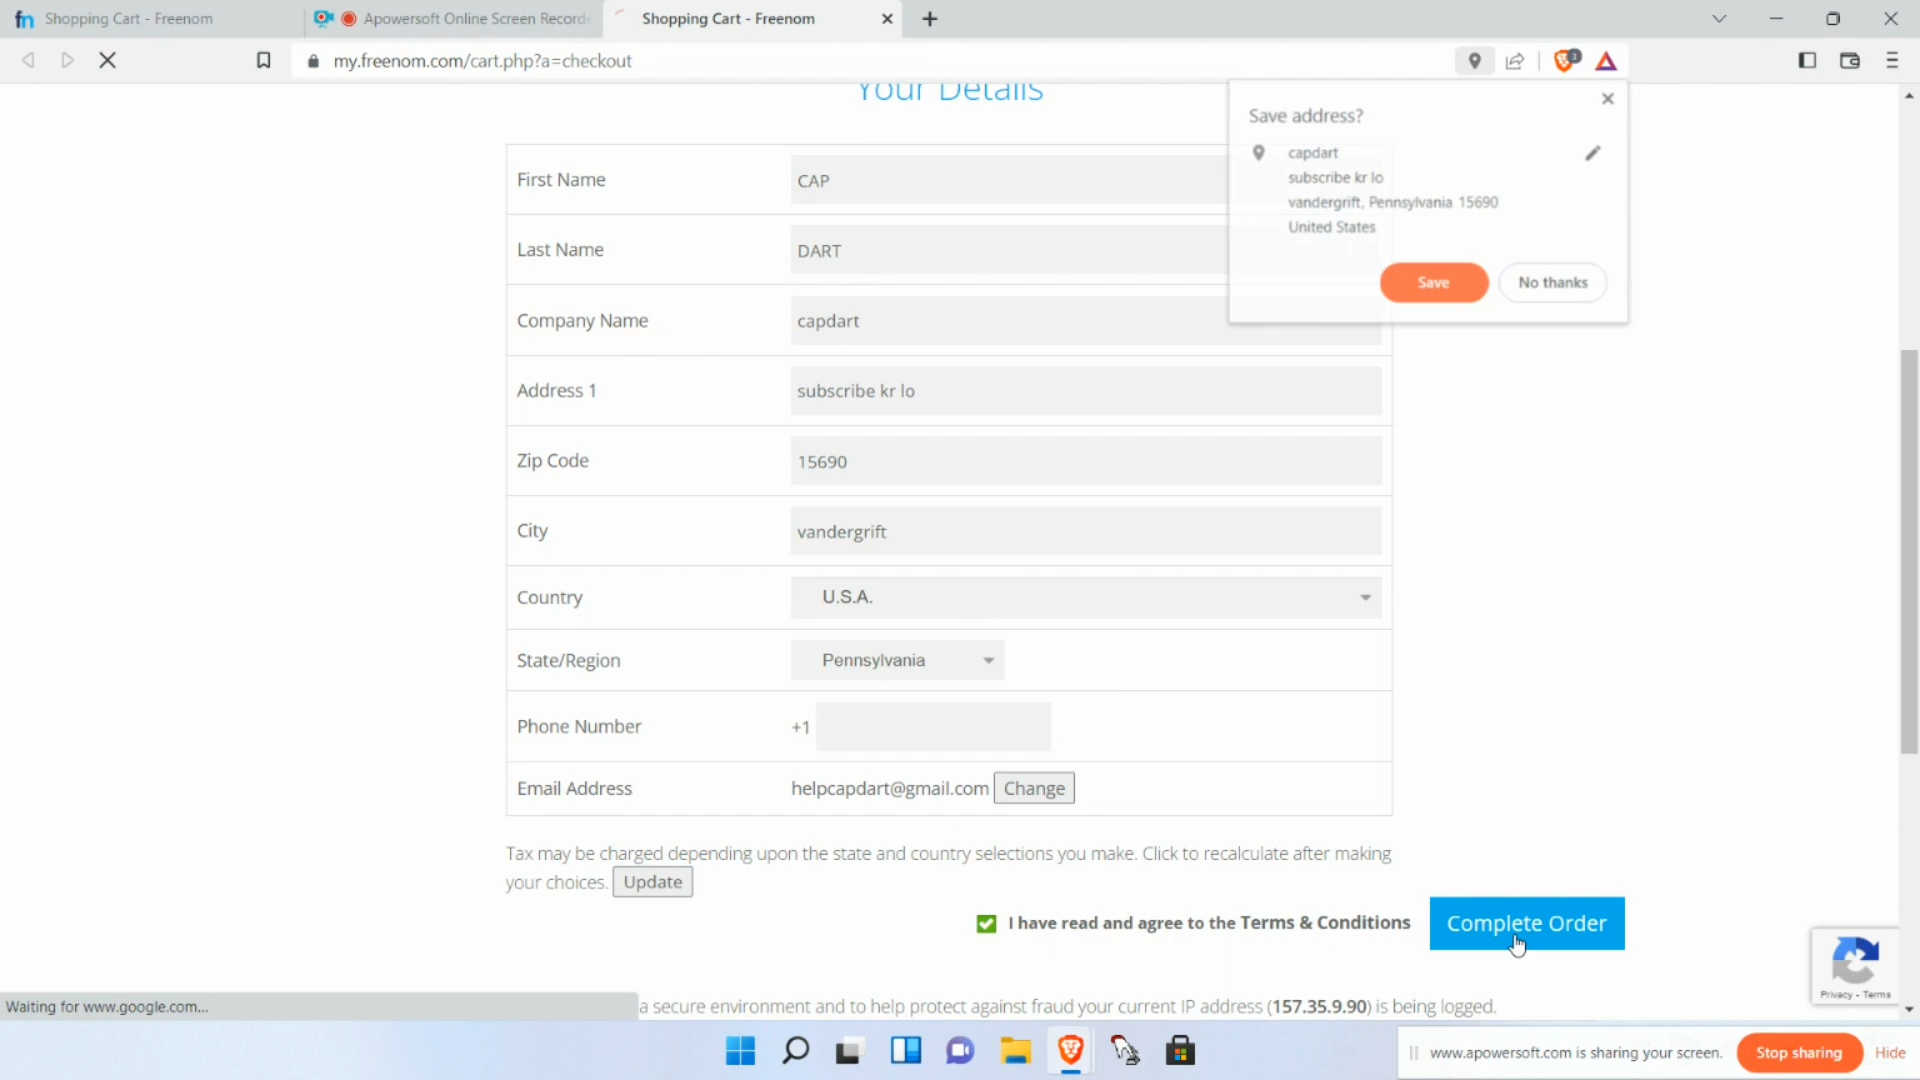 Shopping Cart - Freenom
Apowersoft Online Screen Recorde
Shopping Cart - Freenom
my.freenom.com/cart.php?a=checkout
3
Your Details
Save address?
capdart
subscribe kr lo
vandergrift, Pennsylvania 15690
United States
Save
No thanks
First Name
CAP
Last Name
DART
Company Name
capdart
Address 1
subscribe kr lo
Zip Code
15690
City
vandergrift
Country
U.S.A.
State/Region
Pennsylvania
Phone Number
+1
Email Address
helpcapdart@gmail.com
Change
Tax may be charged depending upon the state and country selections you make. Click to recalculate after making
your choices. Update
I have read and agree to the Terms & Conditions
Complete Order
Privacy - Terms
Waiting for www.google.com...
a secure environment and to help protect against fraud your current IP address (157.35.9.90) is being logged.
www.apowersoft.com is sharing your screen.
Stop sharing
Hide